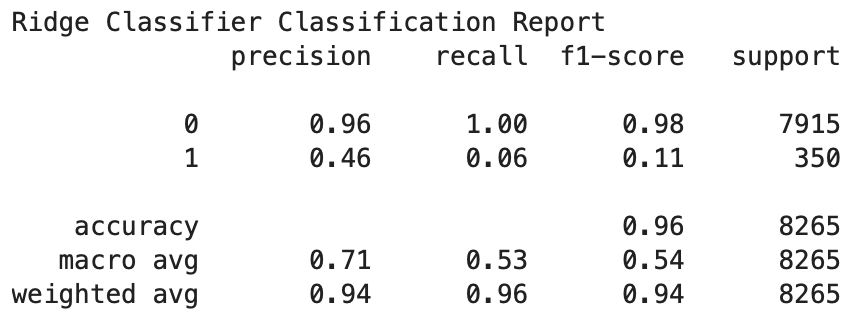 Ridge Classifier Classification Report
              precision    recall  f1-score   support

           0       0.96      1.00      0.98      7915
           1       0.46      0.06      0.11       350

    accuracy                           0.96      8265
   macro avg       0.71      0.53      0.54      8265
weighted avg       0.94      0.96      0.94      8265